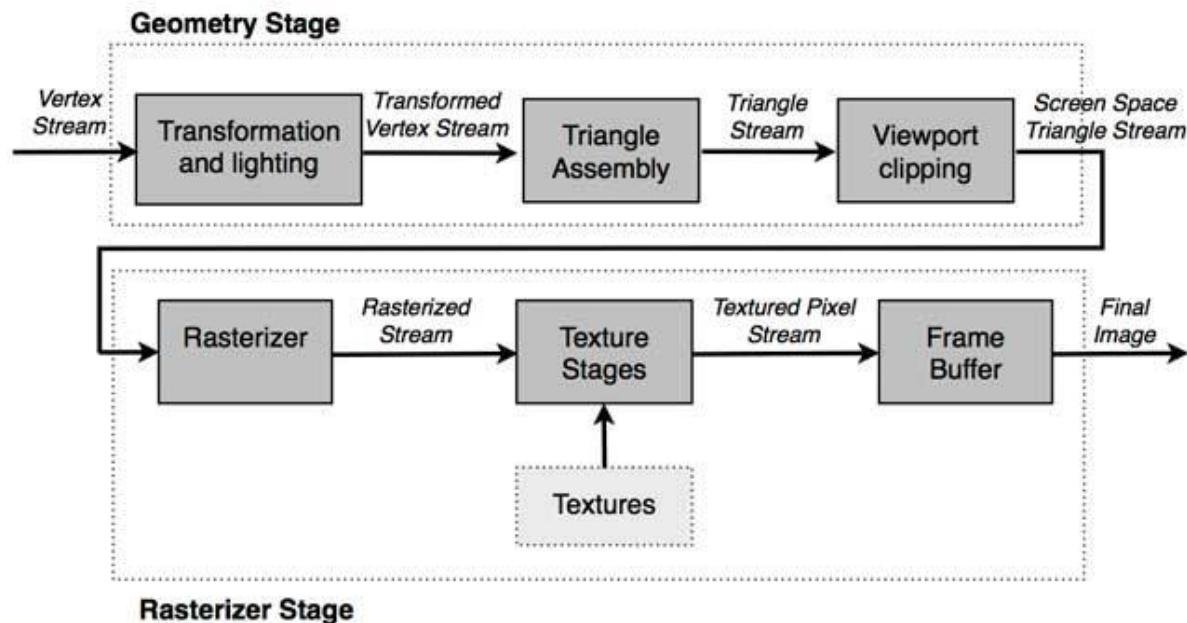 Geometry Stage
Vertex
Stream
Transformation
and lighting
Transformed
Vertex Stream
Triangle
Assembly
Triangle
Stream
Viewport
clipping
Screen Space
Triangle Stream
Rasterizer
Rasterized
Stream
Texture
Stages
Textured Pixel
Stream
Frame
Buffer
Final
Image
Textures
Rasterizer Stage